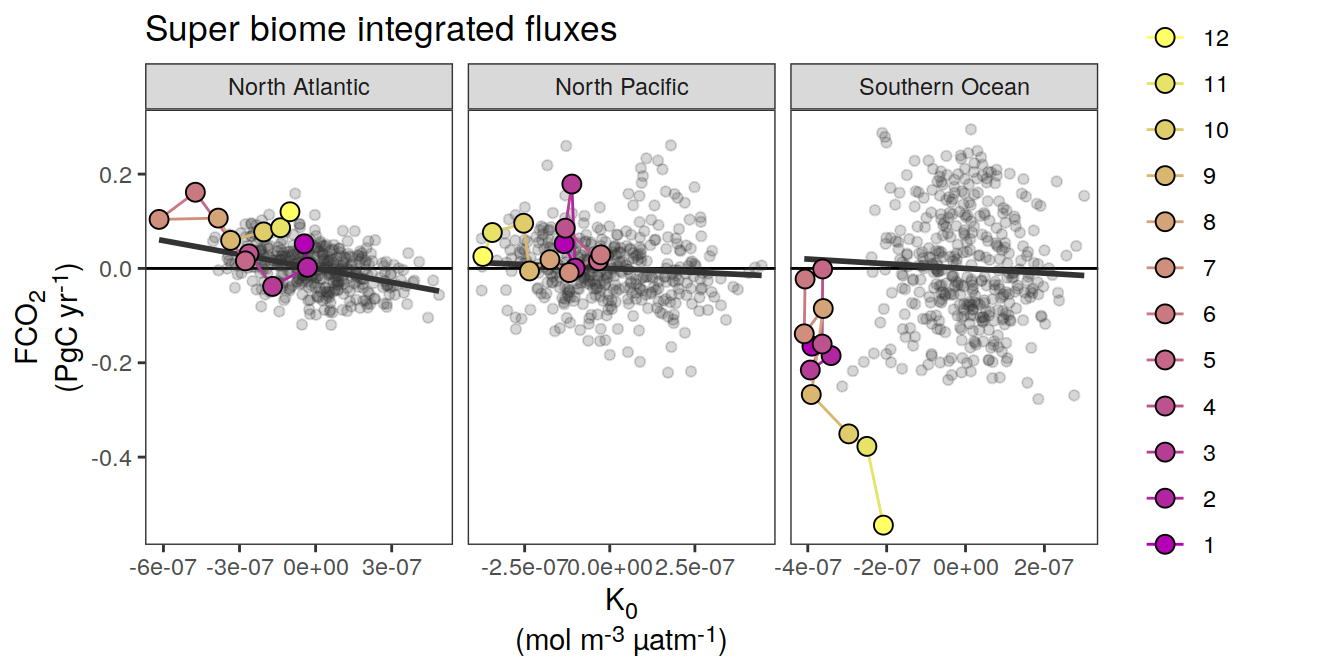 Super biome integrated fluxes
North Atlantic
North Pacific
Southern Ocean
0.2
0.0
-0.2
-0.4
FCO₂
(PgC yr⁻¹)
-6e-07 -3e-07 0e+00 3e-07
-2.5e-07 0.0e+00 2.5e-07
-4e-07 -2e-07 0e+00 2e-07
K₀
(mol m⁻³ µatm⁻¹)
12
11
10
9
8
7
6
5
4
3
2
1